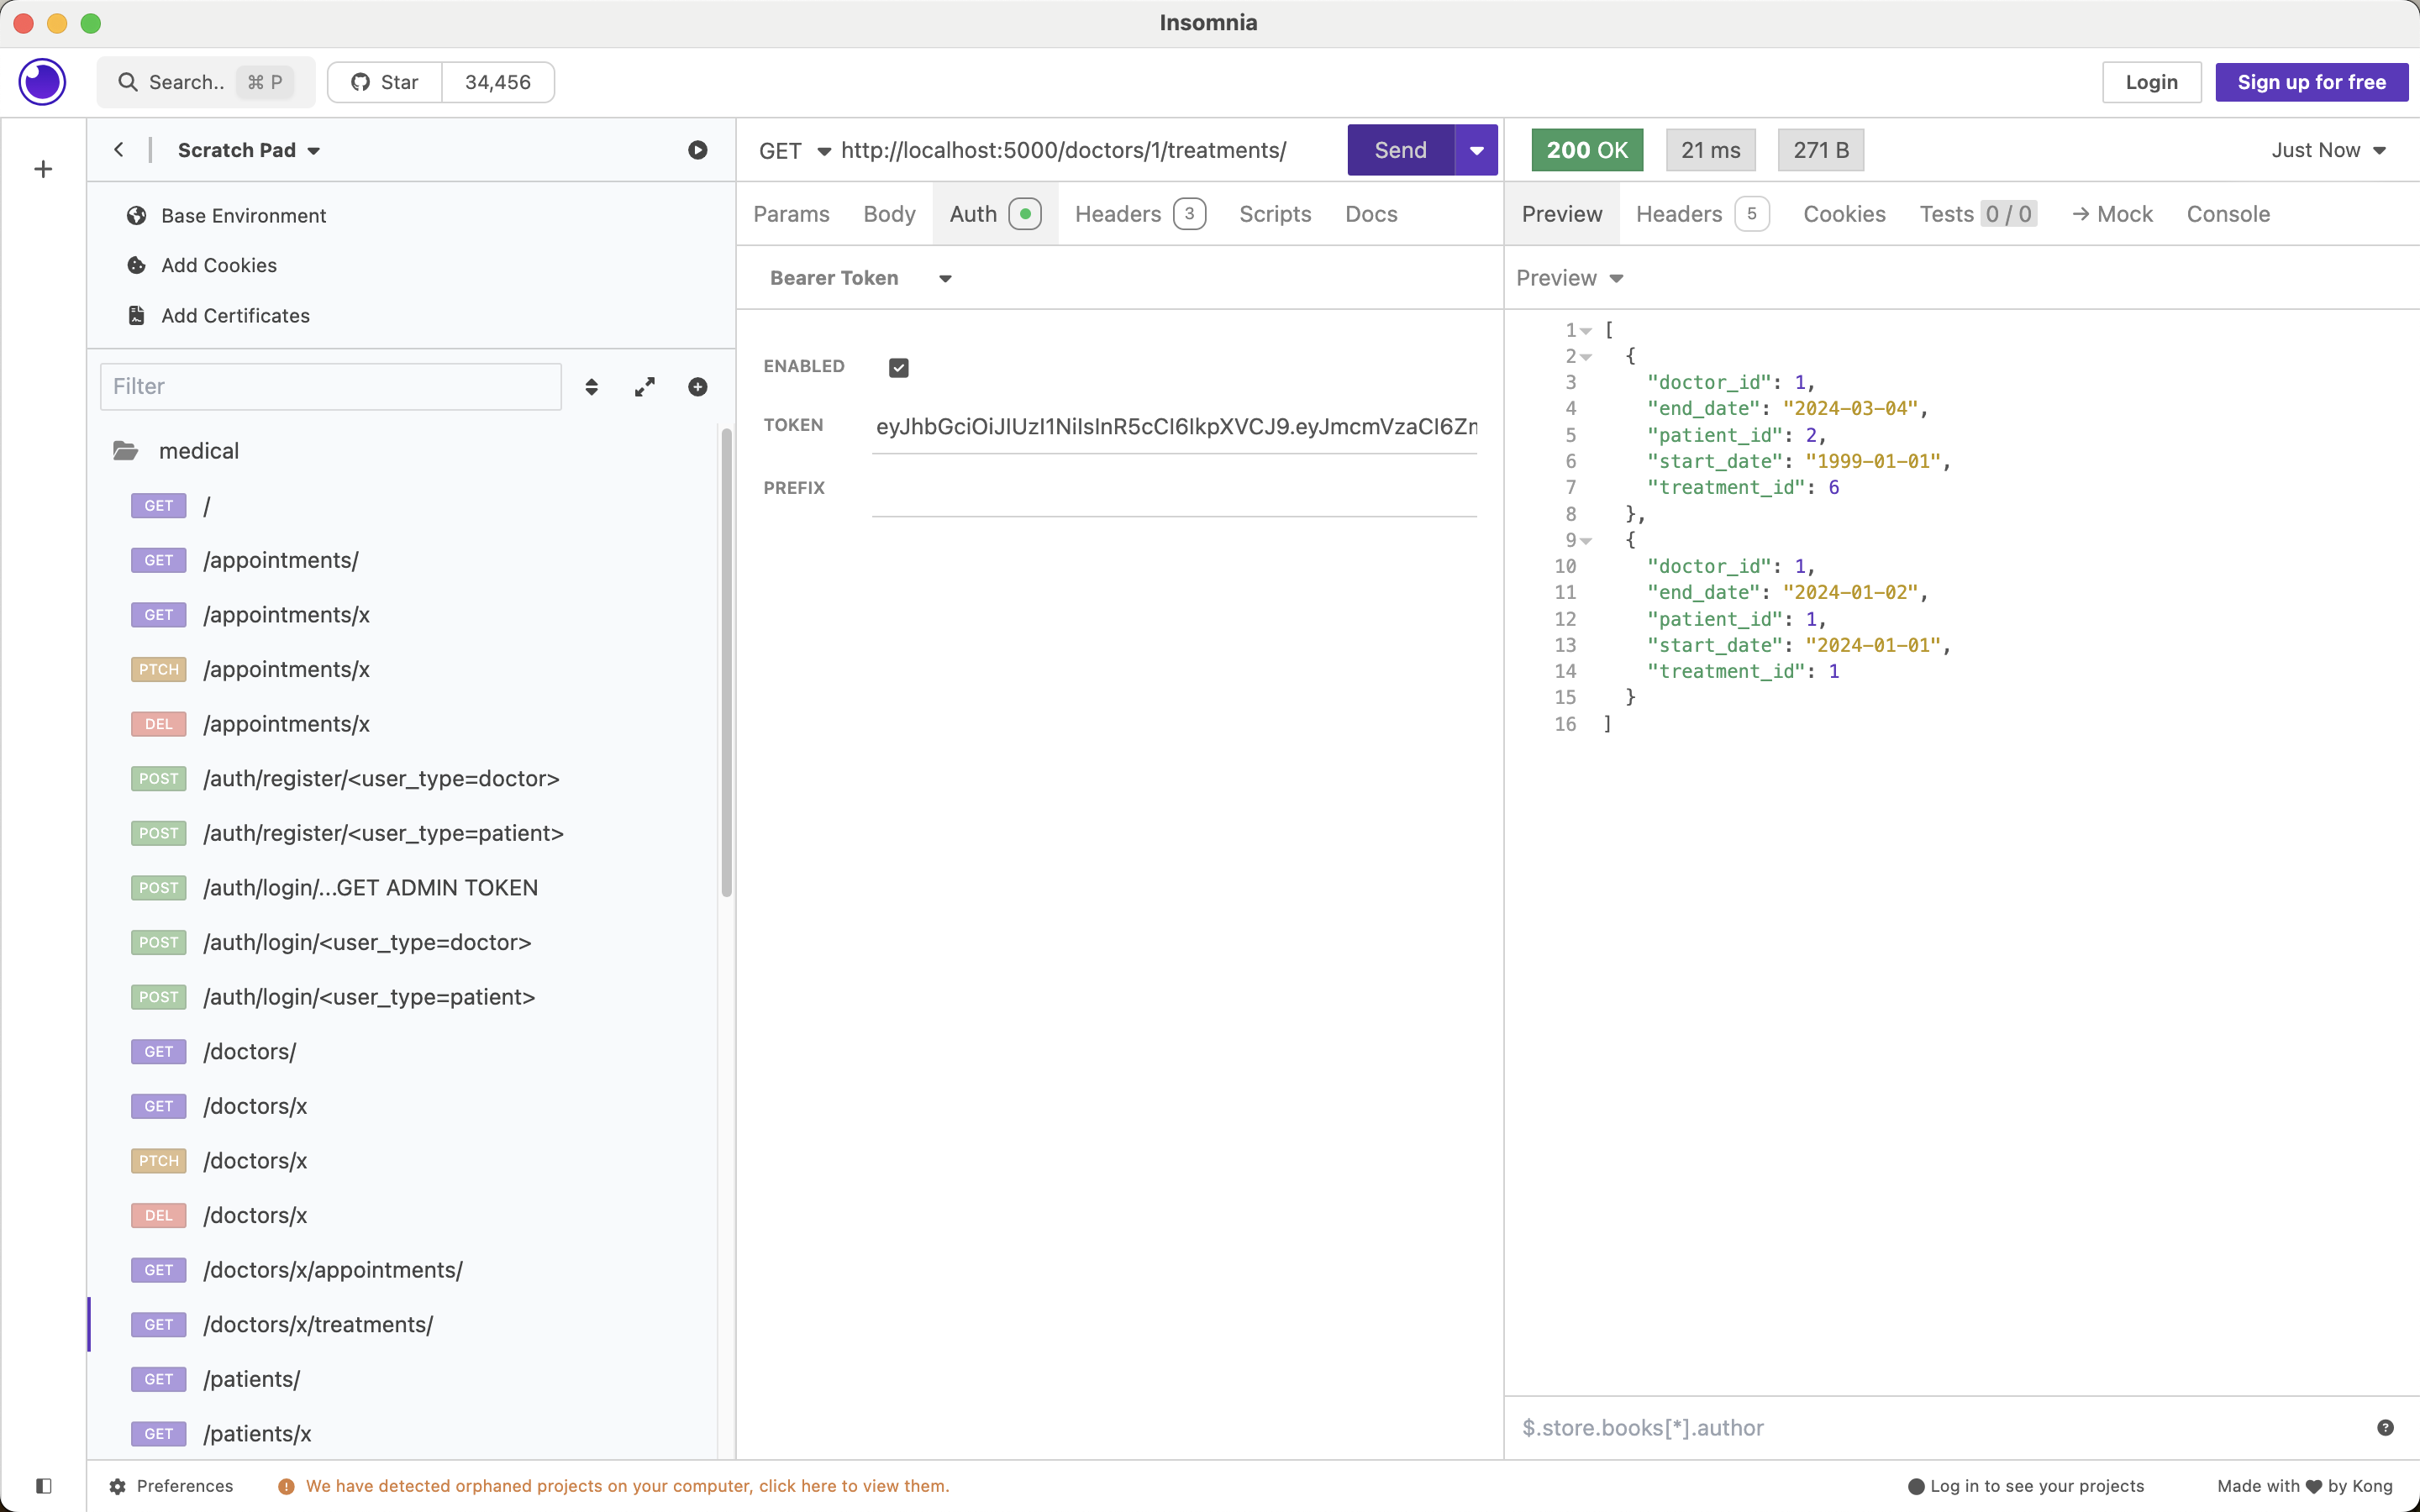 Insomnia
Search.. ⌘ P
Star 34,456
Login
Sign up for free
Scratch Pad
Base Environment
Add Cookies
Add Certificates
Filter
medical
GET /
GET /appointments/
GET /appointments/x
PTCH /appointments/x
DEL /appointments/x
POST /auth/register/<user_type=doctor>
POST /auth/register/<user_type=patient>
POST /auth/login/...GET ADMIN TOKEN
POST /auth/login/<user_type=doctor>
POST /auth/login/<user_type=patient>
GET /doctors/
GET /doctors/x
PTCH /doctors/x
DEL /doctors/x
GET /doctors/x/appointments/
GET /doctors/x/treatments/
GET /patients/
GET /patients/x
GET http://localhost:5000/doctors/1/treatments/ Send
Params Body Auth Headers 3 Scripts Docs
Bearer Token
ENABLED
TOKEN eyJhbGciOiJIUzI1NiIsInR5cCI6IkpXVCJ9.eyJmcmVzaCI6Zm
PREFIX
200 OK 21 ms 271 B Just Now
Preview Headers 5 Cookies Tests 0 / 0 → Mock Console
Preview
1 [
2 {
3 "doctor_id": 1,
4 "end_date": "2024-03-04",
5 "patient_id": 2,
6 "start_date": "1999-01-01",
7 "treatment_id": 6
8 },
9 {
10 "doctor_id": 1,
11 "end_date": "2024-01-02",
12 "patient_id": 1,
13 "start_date": "2024-01-01",
14 "treatment_id": 1
15 }
16 ]
$.store.books[*].author
Preferences
We have detected orphaned projects on your computer, click here to view them.
Log in to see your projects
Made with ♥ by Kong